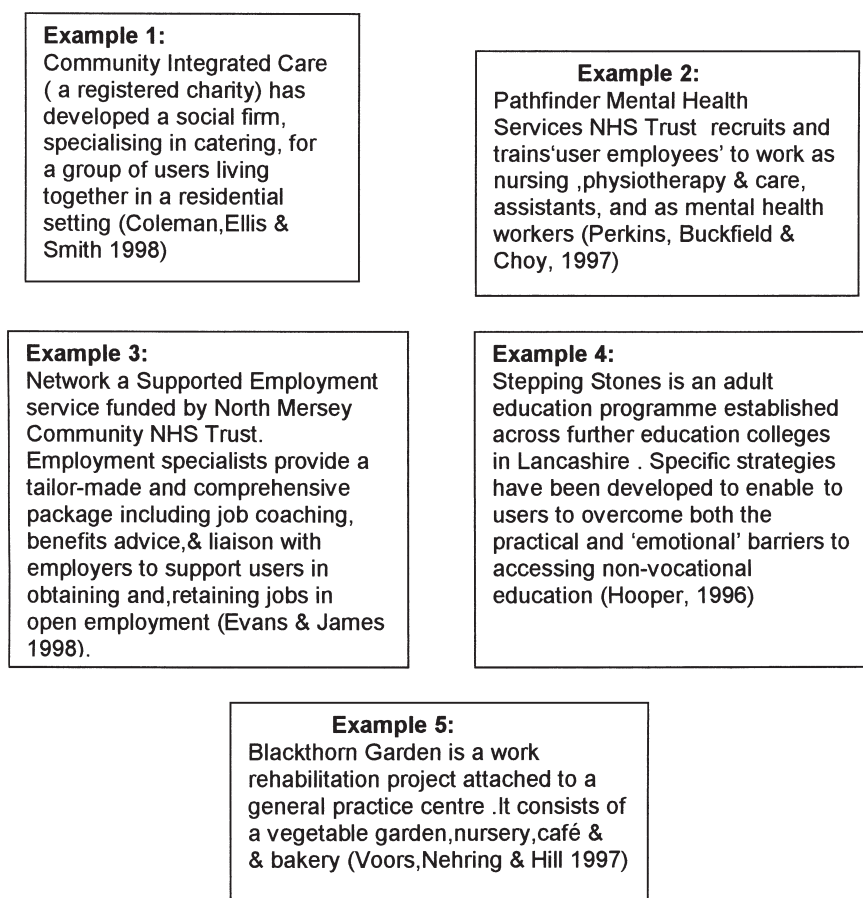 Example 1:
Community Integrated Care
( a registered charity) has
developed a social firm,
specialising in catering, for
a group of users living
together in a residential
setting (Coleman,Ellis &
Smith 1998)
Example 2:
Pathfinder Mental Health
Services NHS Trust recruits and
trains‘user employees’ to work as
nursing ,physiotherapy & care,
assistants, and as mental health
workers (Perkins, Buckfield &
Choy, 1997)
Example 3:
Network a Supported Employment
service funded by North Mersey
Community NHS Trust.
Employment specialists provide a
tailor-made and comprehensive
package including job coaching,
benefits advice,& liaison with
employers to support users in
obtaining and,retaining jobs in
open employment (Evans & James
1998).
Example 4:
Stepping Stones is an adult
education programme established
across further education colleges
in Lancashire . Specific strategies
have been developed to enable to
users to overcome both the
practical and ‘emotional’ barriers to
accessing non-vocational
education (Hooper, 1996)
Example 5:
Blackthorn Garden is a work
rehabilitation project attached to a
general practice centre .It consists of
a vegetable garden,nursery,café &
& bakery (Voors,Nehring & Hill 1997)